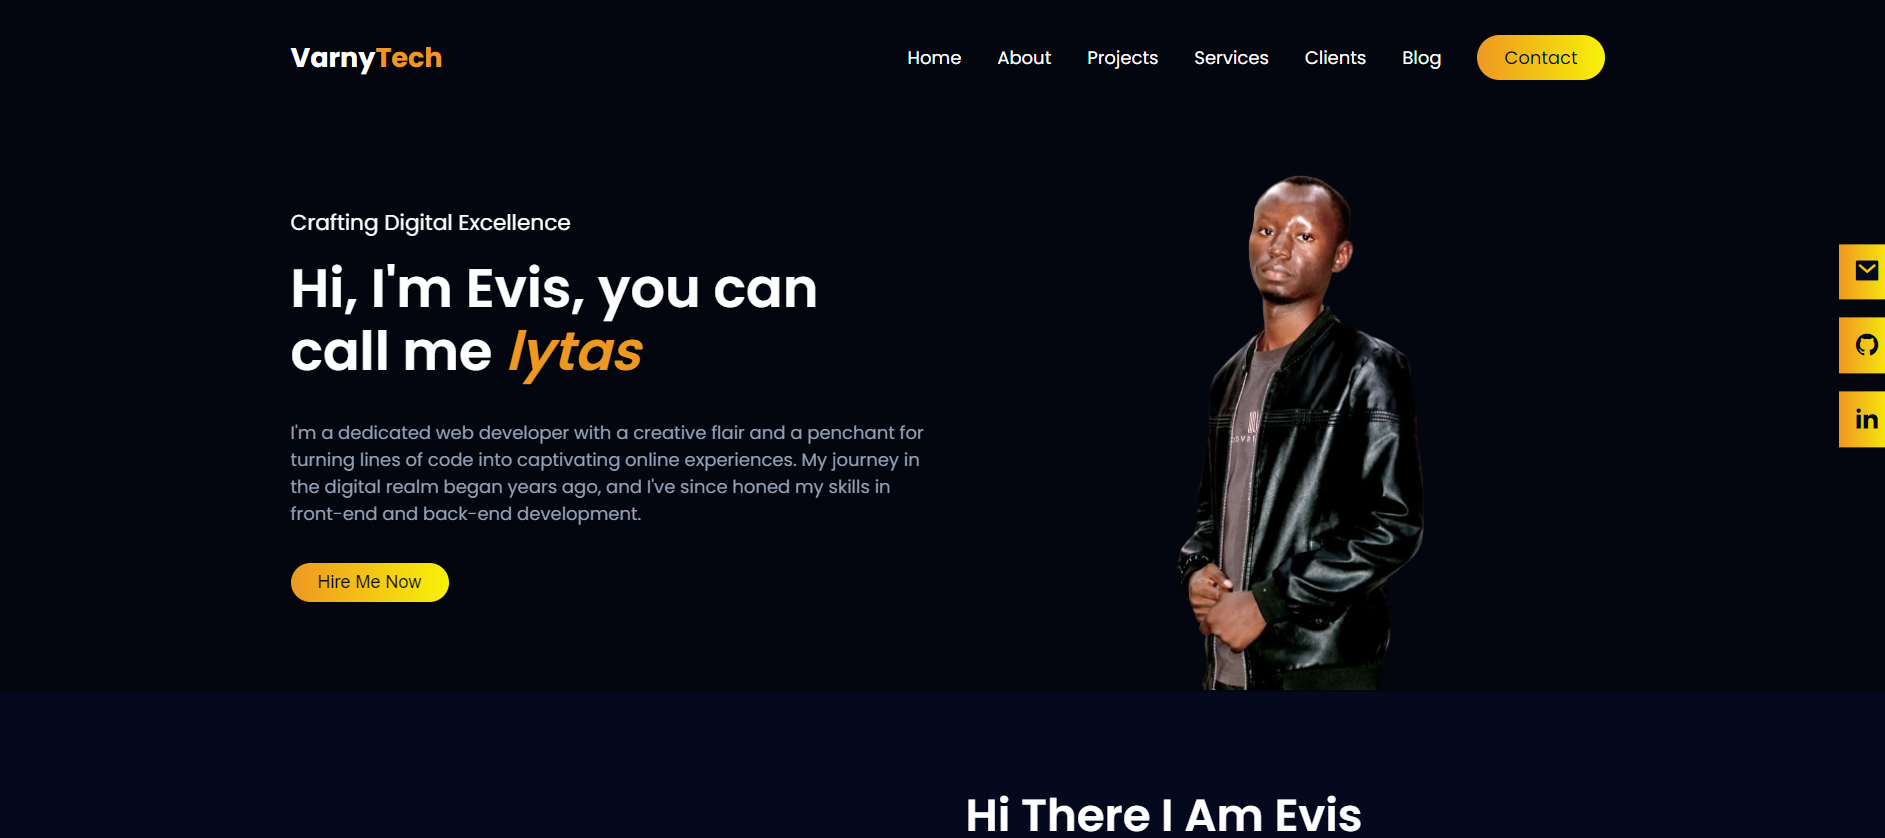 VarnyTech
Home
About
Projects
Services
Clients
Blog
Contact
Crafting Digital Excellence
Hi, I'm Evis, you can
call me lytas
I'm a dedicated web developer with a creative flair and a penchant for
turning lines of code into captivating online experiences. My journey in
the digital realm began years ago, and I've since honed my skills in
front-end and back-end development.
Hire Me Now
in
Hi There I Am Evis